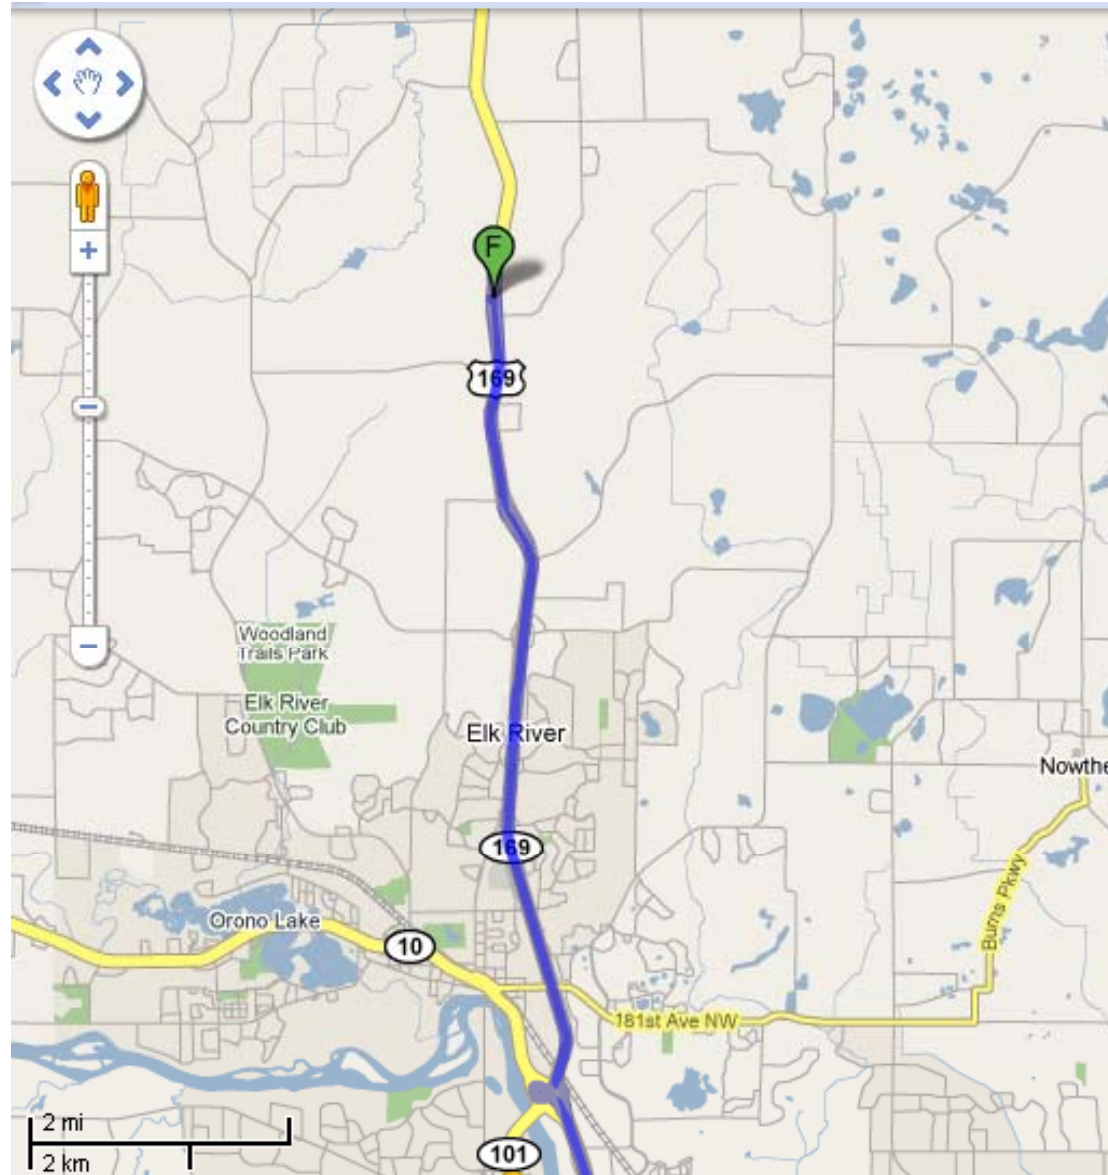 F
169
Woodland
Trails Park
Elk River
Country Club
Elk River
Nowthe
169
Burns Pkwy
Orono Lake
10
181st Ave NW
2 mi
2 km
101